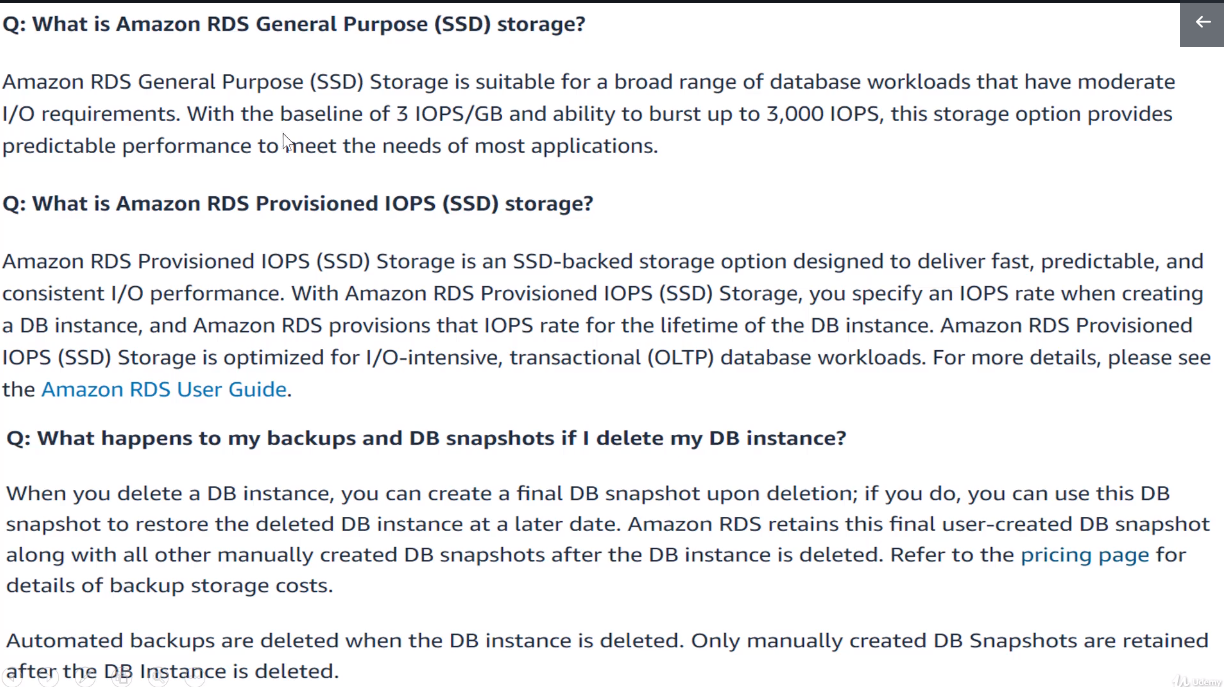 Q: What is Amazon RDS General Purpose (SSD) storage?
Amazon RDS General Purpose (SSD) Storage is suitable for a broad range of database workloads that have moderate
I/O requirements. With the baseline of 3 IOPS/GB and ability to burst up to 3,000 IOPS, this storage option provides
predictable performance to meet the needs of most applications.
Q: What is Amazon RDS Provisioned IOPS (SSD) storage?
Amazon RDS Provisioned IOPS (SSD) Storage is an SSD-backed storage option designed to deliver fast, predictable, and
consistent I/O performance. With Amazon RDS Provisioned IOPS (SSD) Storage, you specify an IOPS rate when creating
a DB instance, and Amazon RDS provisions that IOPS rate for the lifetime of the DB instance. Amazon RDS Provisioned
IOPS (SSD) Storage is optimized for I/O-intensive, transactional (OLTP) database workloads. For more details, please see
the Amazon RDS User Guide.
Q: What happens to my backups and DB snapshots if I delete my DB instance?
When you delete a DB instance, you can create a final DB snapshot upon deletion; if you do, you can use this DB
snapshot to restore the deleted DB instance at a later date. Amazon RDS retains this final user-created DB snapshot
along with all other manually created DB snapshots after the DB instance is deleted. Refer to the pricing page for
details of backup storage costs.
Automated backups are deleted when the DB instance is deleted. Only manually created DB Snapshots are retained
after the DB Instance is deleted.
Udemy